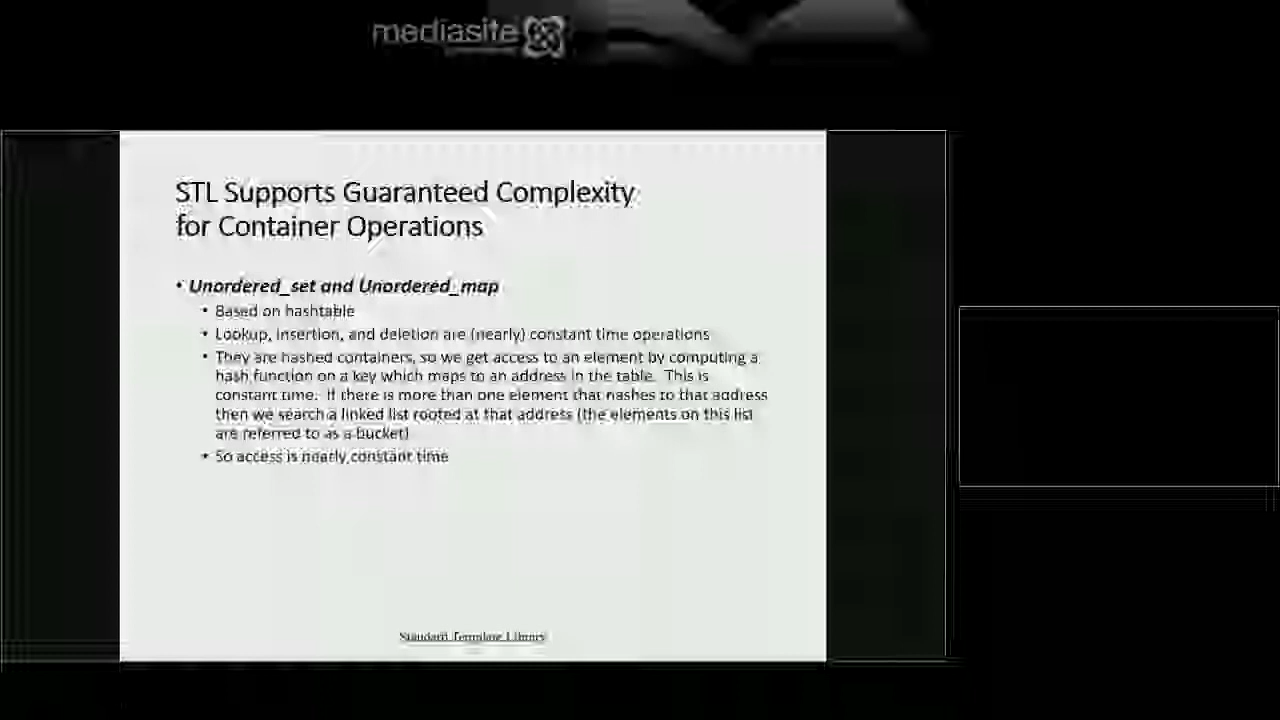 mediasite
STL Supports Guaranteed Complexity
for Container Operations
• Unordered_set and Unordered_map
• Based on hashtable
• Lookup, insertion, and deletion are (nearly) constant time operations
• They are hashed containers, so we get access to an element by computing a
hash function on a key which maps to an address in the table. This is
constant time. If there is more than one element that hashes to that address
then we search a linked list rooted at that address (the elements on this list
are referred to as a bucket)
• So access is nearly constant time
Standard Template Library